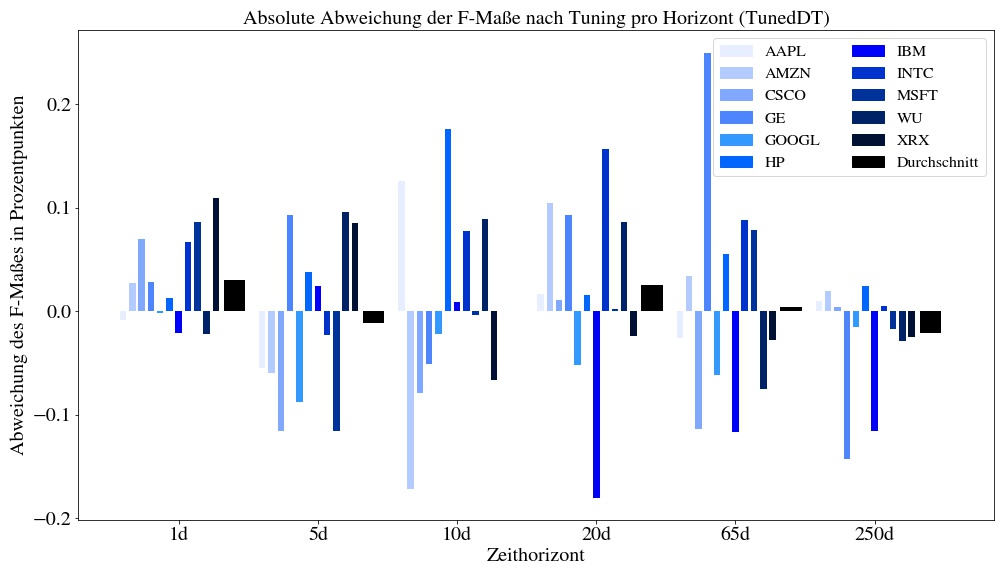 Absolute Abweichung der F-Maße nach Tuning pro Horizont (TunedDT)
Abweichung des F-Maßes in Prozentpunkten
0.2
0.1
0.0
−0.1
−0.2
AAPL
AMZN
CSCO
GE
GOOGL
HP
IBM
INTC
MSFT
WU
XRX
Durchschnitt
1d
5d
10d
20d
65d
250d
Zeithorizont